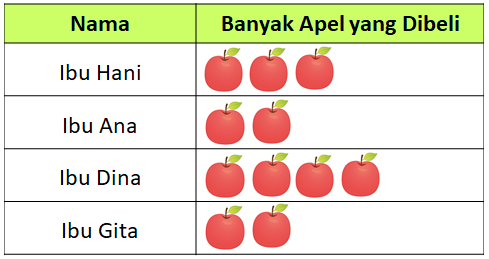 Nama Banyak Apel yang Dibeli
Ibu Hani
Ibu Ana
Ibu Dina
Ibu Gita